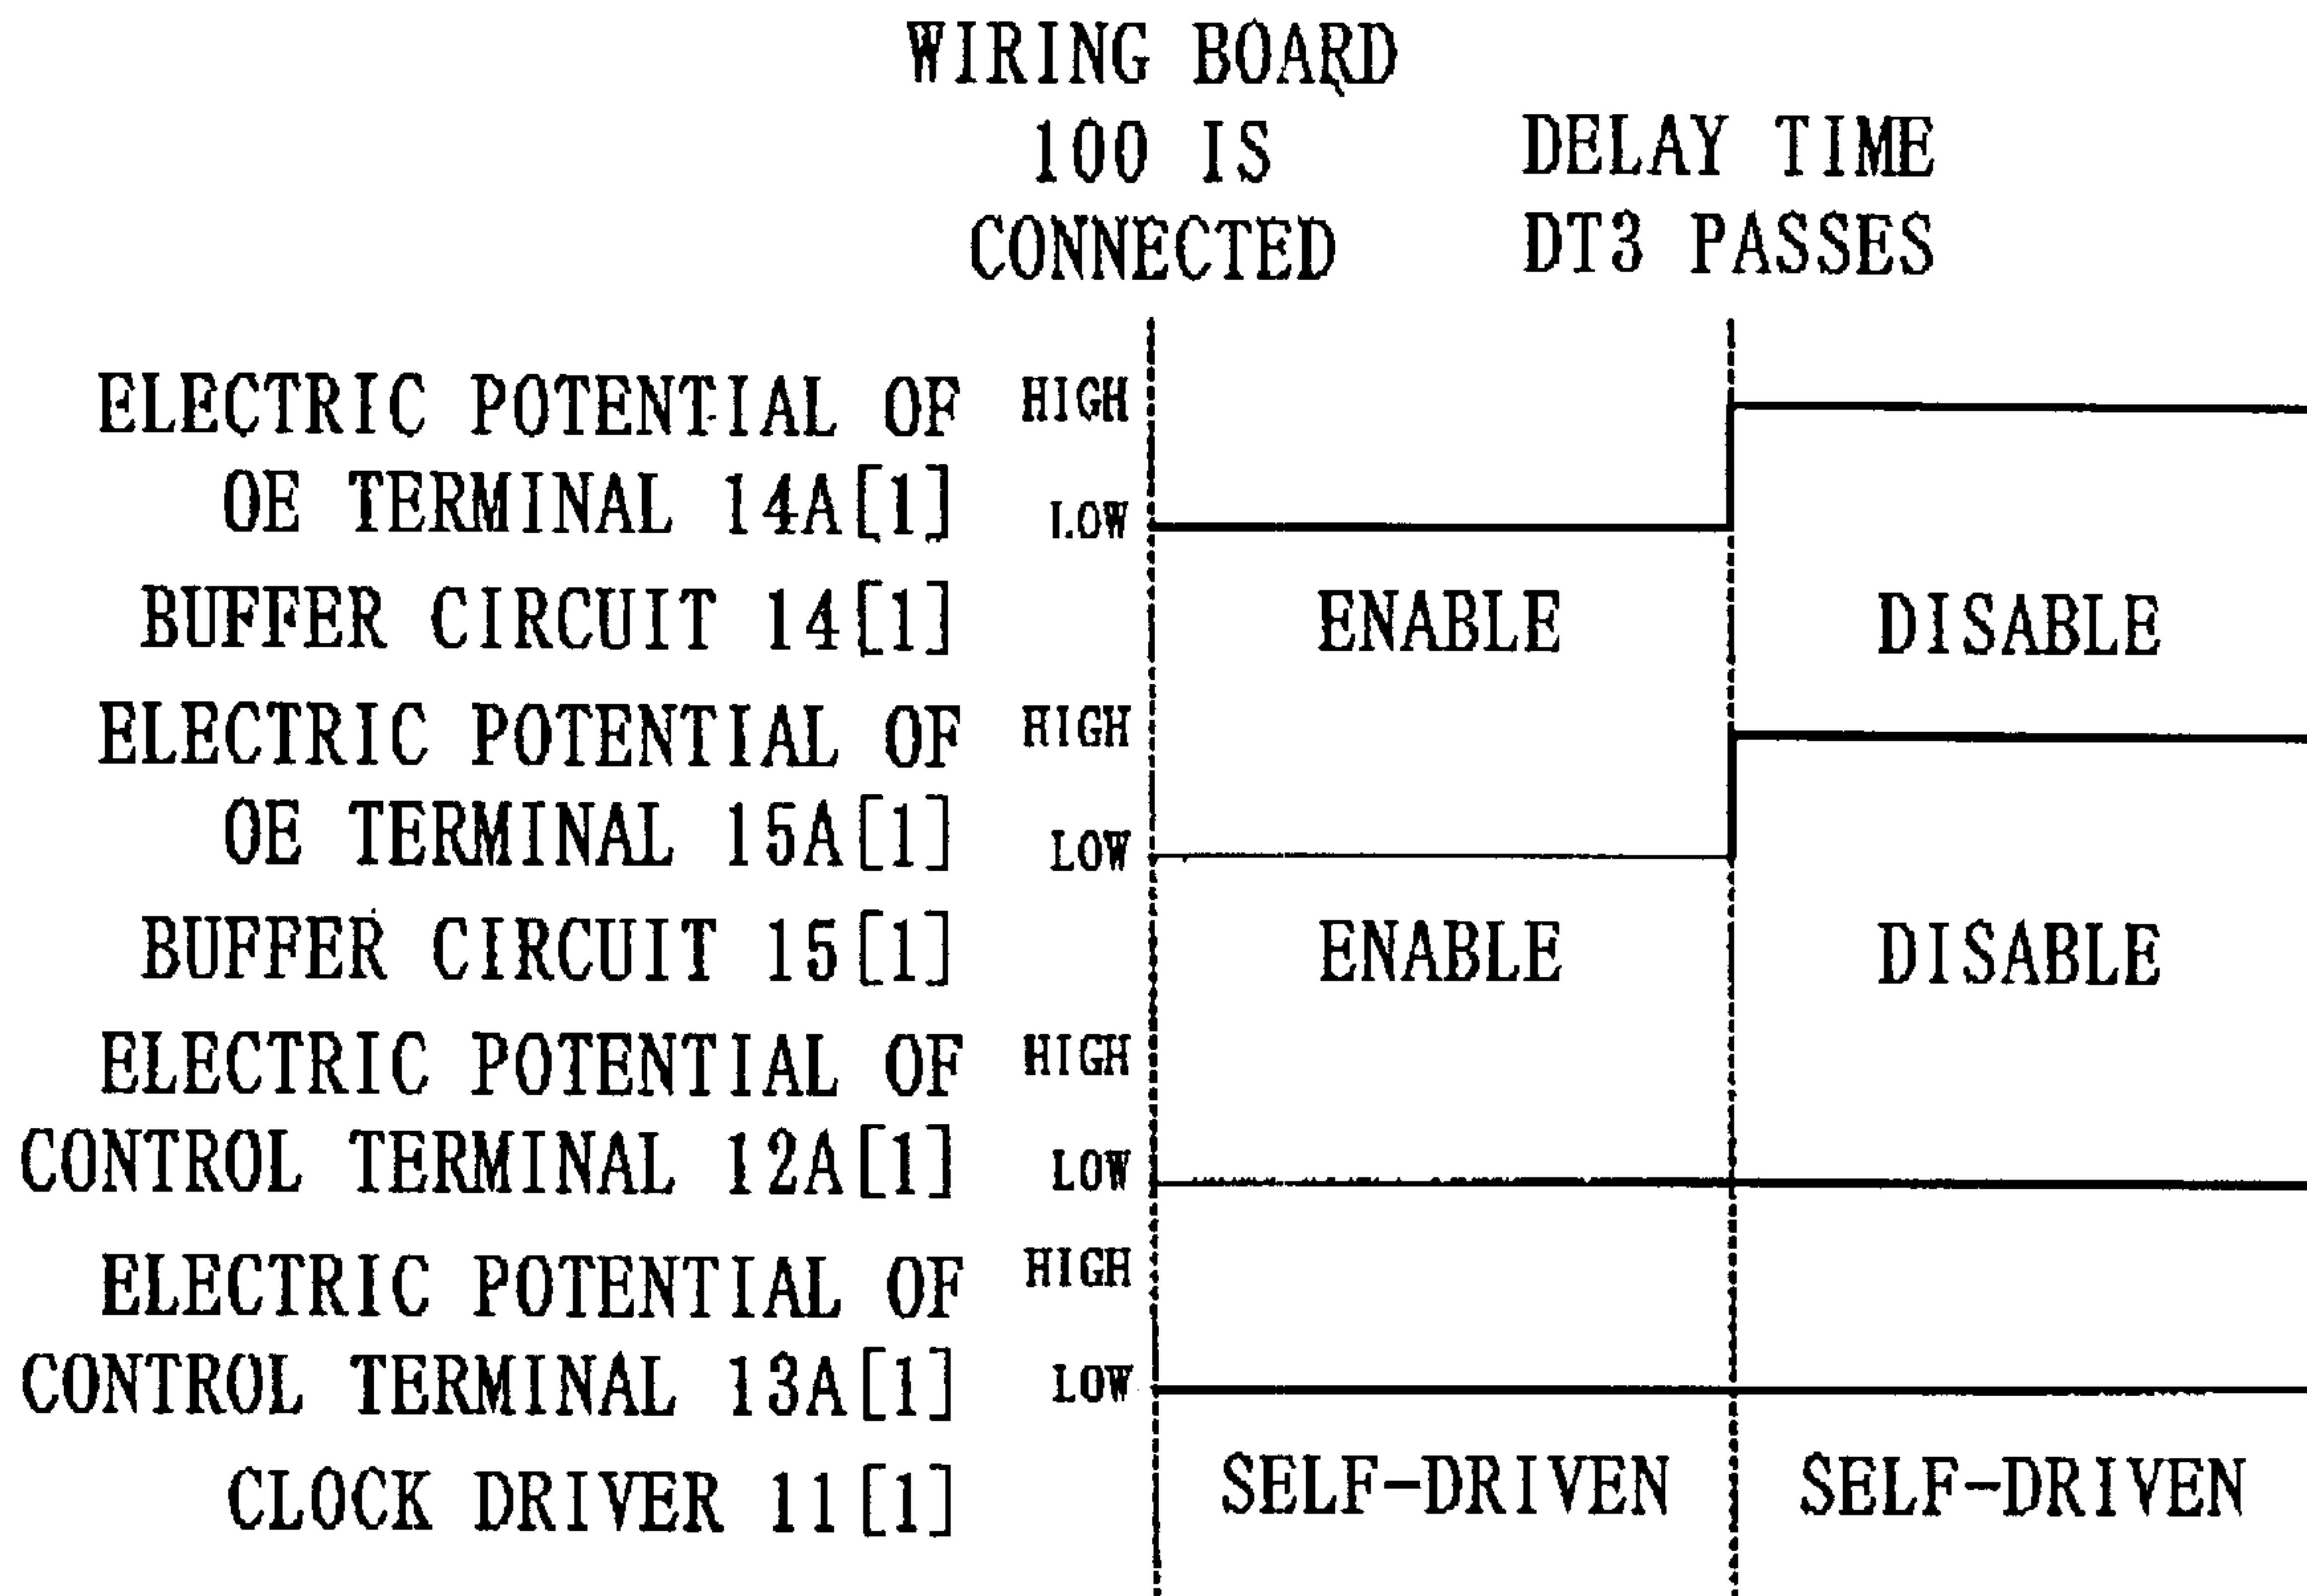 WIRING BOARD
100 IS
CONNECTED
DELAY TIME
DT3 PASSES
ELECTRIC POTENTIAL OF
OE TERMINAL 14A[1]
HIGH
LOW
BUFFER CIRCUIT 14[1]
ENABLE
DISABLE
ELECTRIC POTENTIAL OF
OE TERMINAL 15A[1]
HIGH
LOW
BUFFER CIRCUIT 15[1]
ENABLE
DISABLE
ELECTRIC POTENTIAL OF
CONTROL TERMINAL 12A[1]
HIGH
LOW
ELECTRIC POTENTIAL OF
CONTROL TERMINAL 13A[1]
HIGH
LOW
CLOCK DRIVER 11[1]
SELF-DRIVEN
SELF-DRIVEN